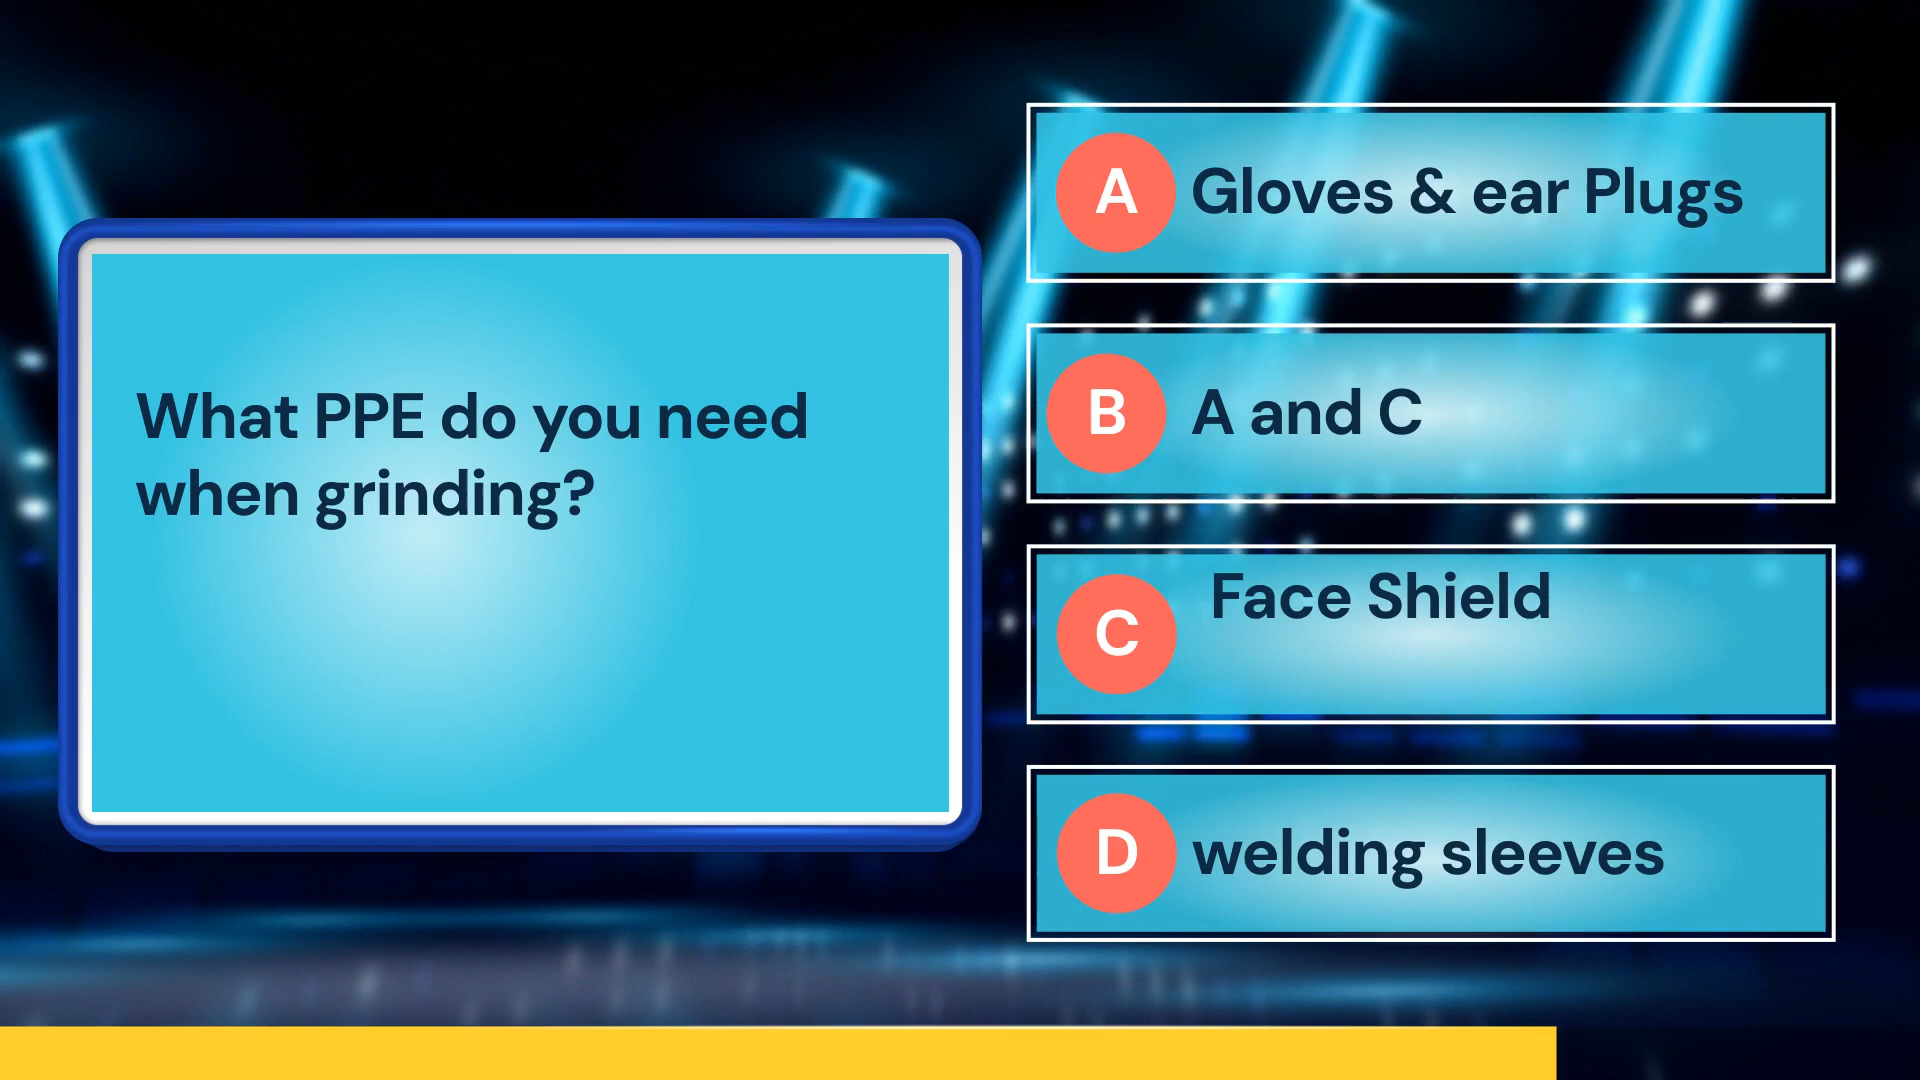 What PPE do you need
when grinding?
A Gloves & ear Plugs
B A and C
C Face Shield
D welding sleeves